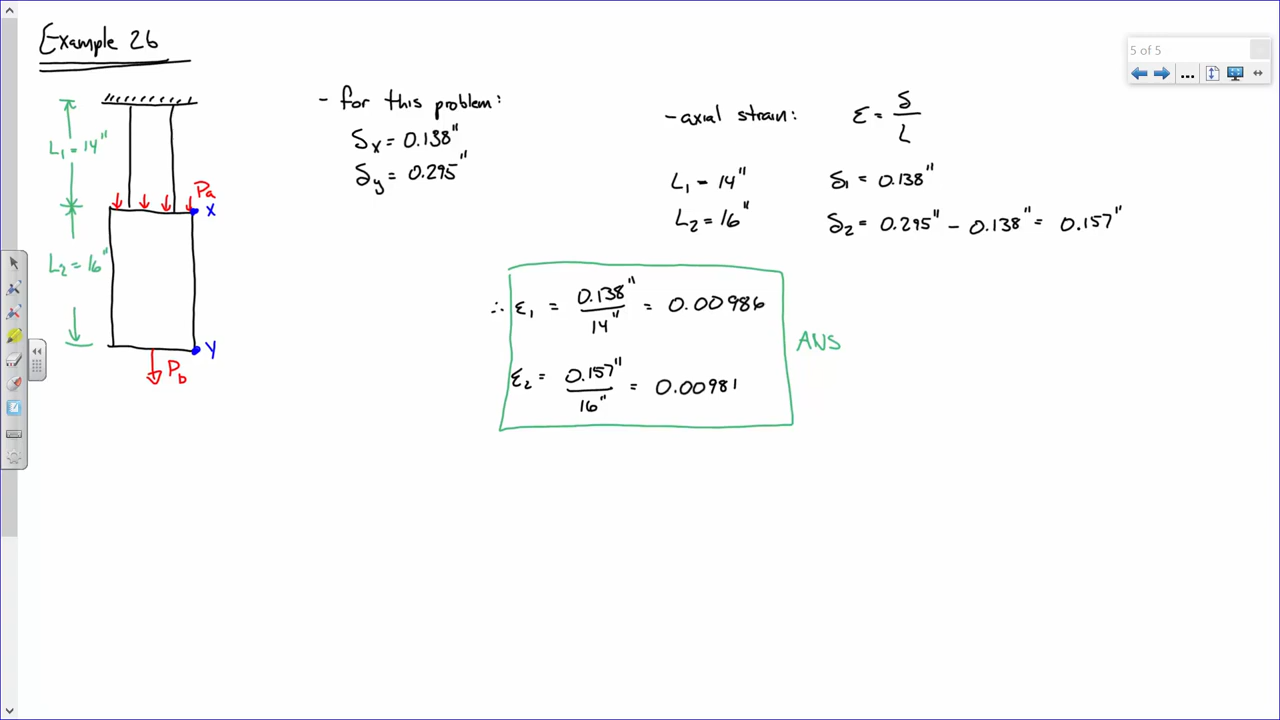 Example 26
5 of 5
L₁ = 14"
Pa
X
L₂ = 16"
Y
P_b
- for this problem:
δx = 0.138"
δy = 0.295"
- axial strain: ε = δ/L
L₁ = 14" δ₁ = 0.138"
L₂ = 16" δ₂ = 0.295" - 0.138" = 0.157"
∴ ε₁ = 0.138"/14" = 0.00986
ε₂ = 0.157"/16" = 0.00981
ANS